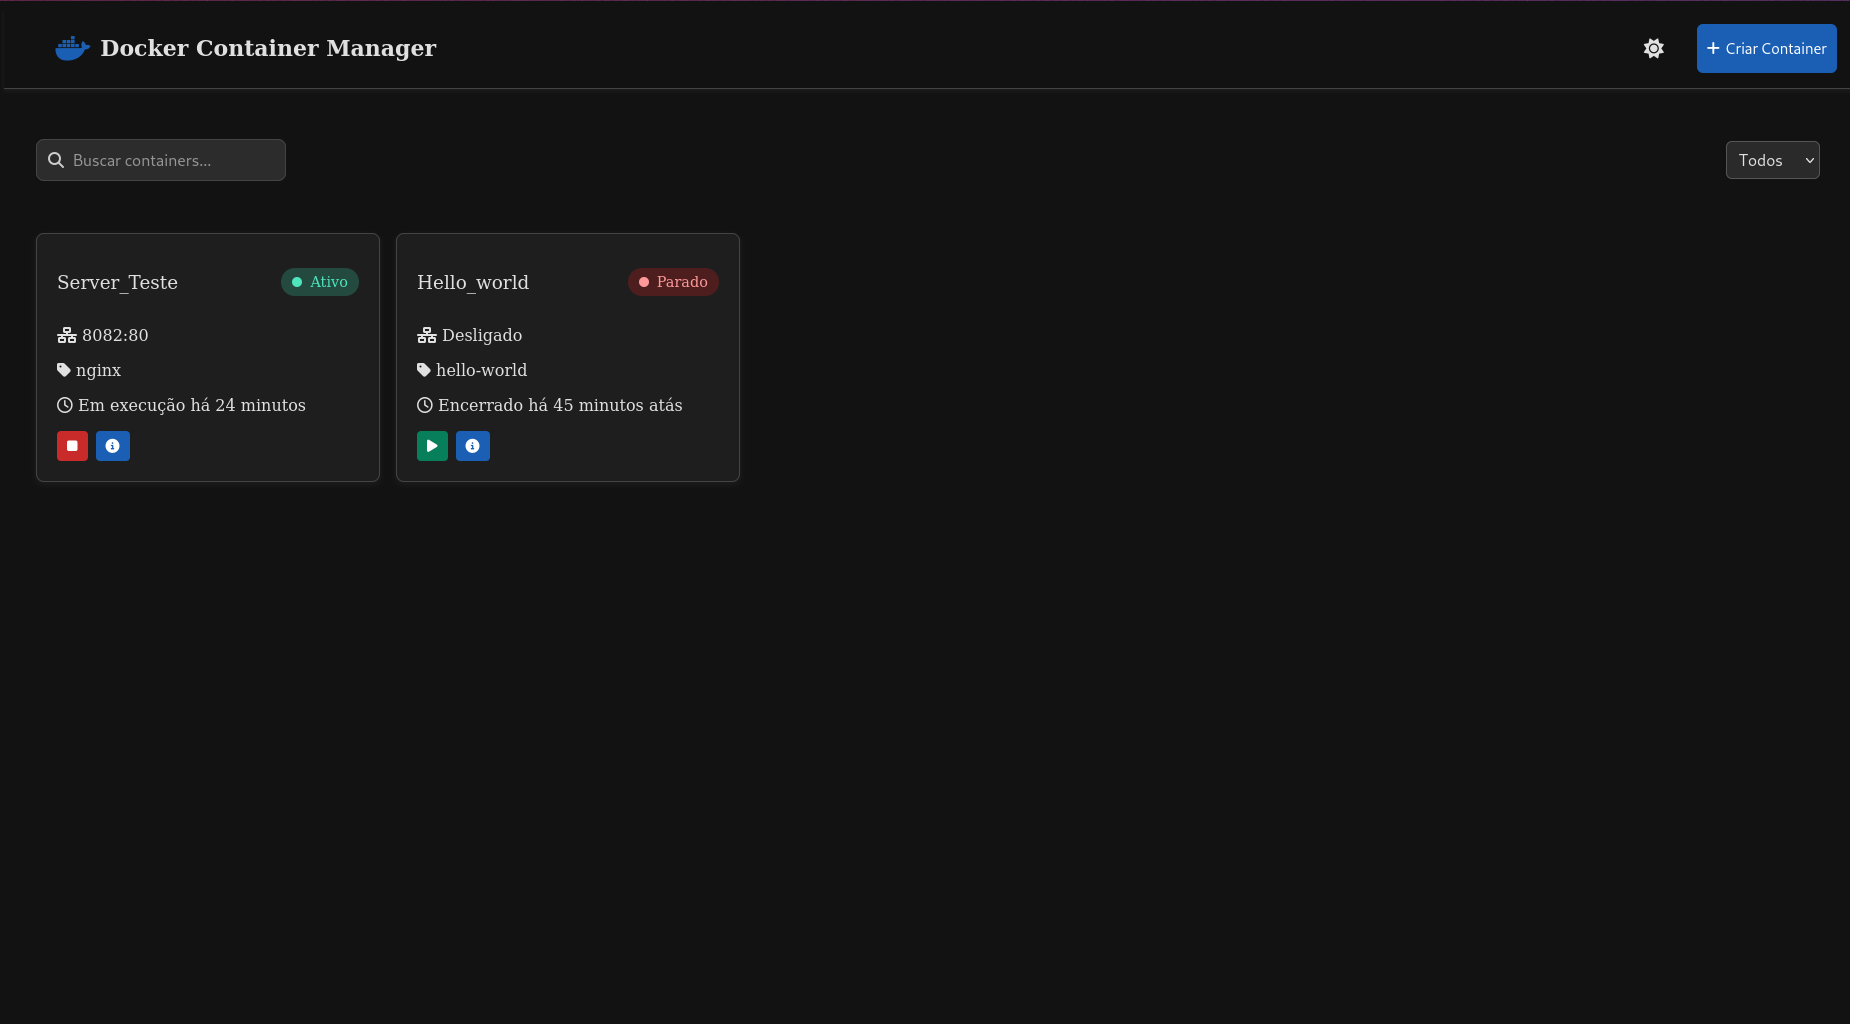 Docker Container Manager
Criar Container
Buscar containers...
Todos
Server_Teste
Ativo
8082:80
nginx
Em execução há 24 minutos
Hello_world
Parado
Desligado
hello-world
Encerrado há 45 minutos atás